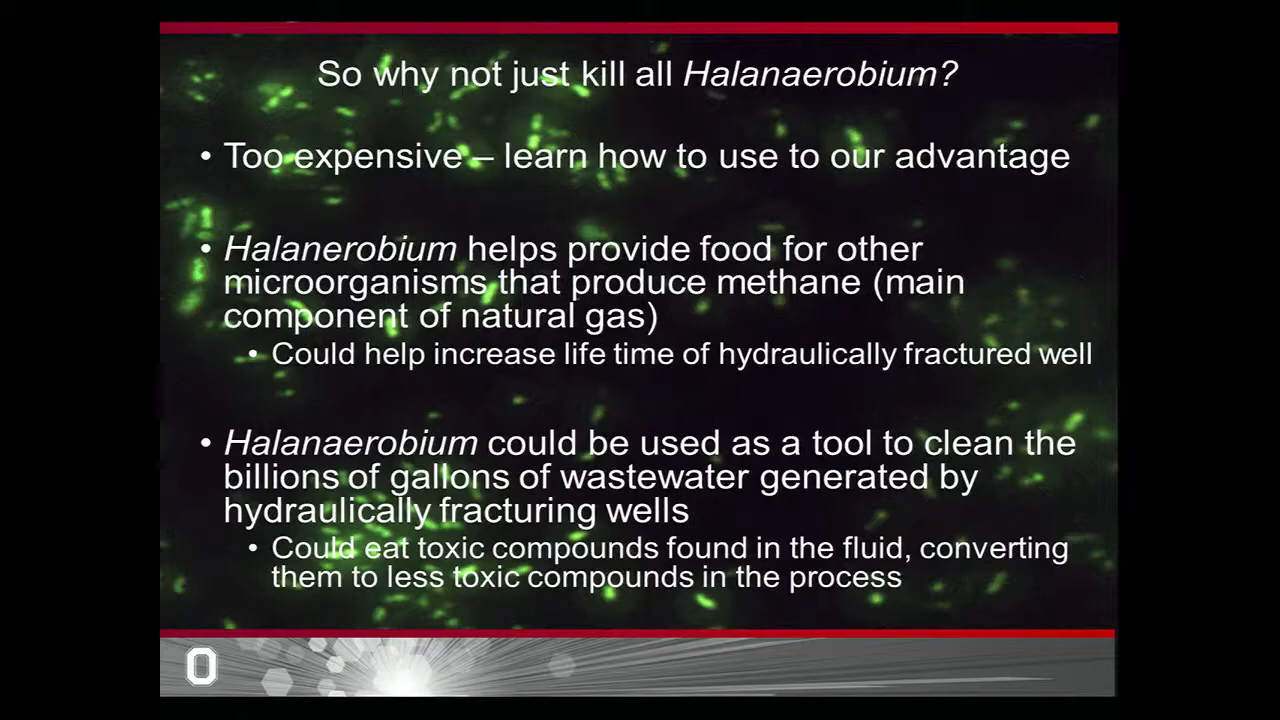 So why not just kill all Halanaerobium?
• Too expensive – learn how to use to our advantage
• Halanerobium helps provide food for other
microorganisms that produce methane (main
component of natural gas)
• Could help increase life time of hydraulically fractured well
• Halanaerobium could be used as a tool to clean the
billions of gallons of wastewater generated by
hydraulically fracturing wells
• Could eat toxic compounds found in the fluid, converting
them to less toxic compounds in the process
O